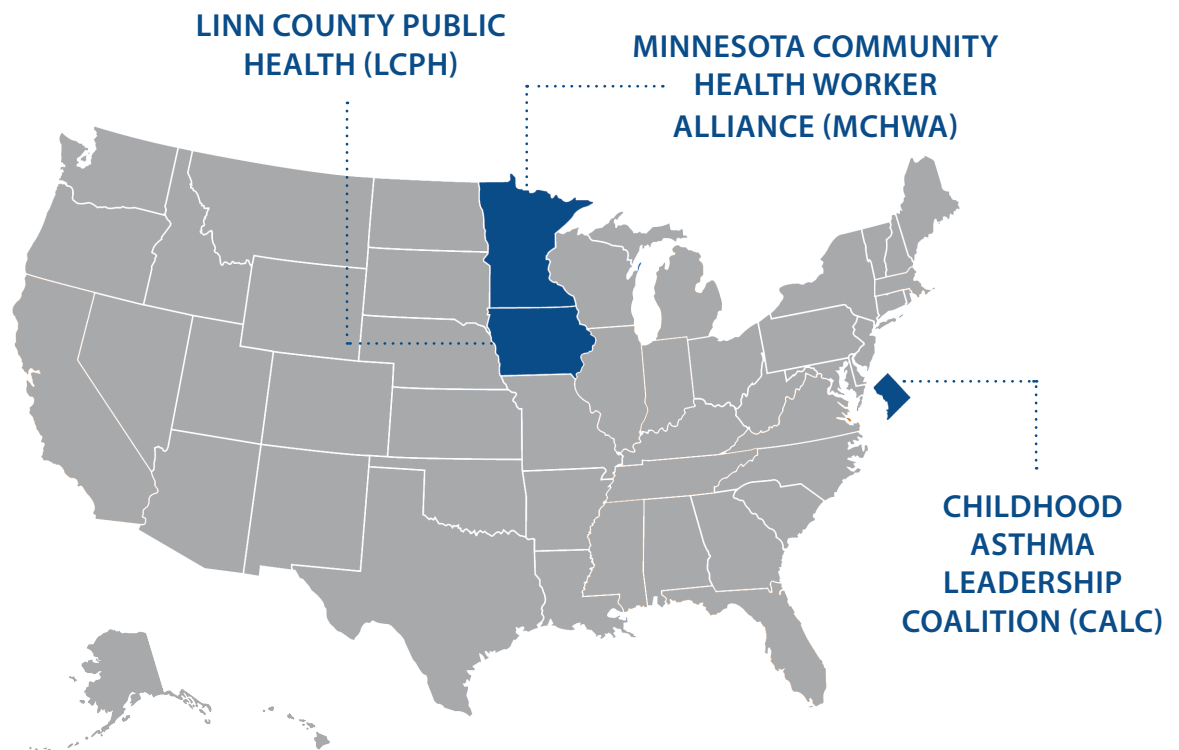 LINN COUNTY PUBLIC
HEALTH (LCPH)
MINNESOTA COMMUNITY
HEALTH WORKER
ALLIANCE (MCHWA)
CHILDHOOD
ASTHMA
LEADERSHIP
COALITION (CALC)